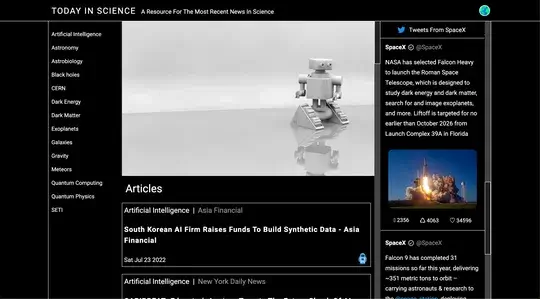 TODAY IN SCIENCE A Resource For The Most Recent News In Science
Artificial Intelligence
Astronomy
Astrobiology
Black holes
CERN
Dark Energy
Dark Matter
Exoplanets
Galaxies
Gravity
Meteors
Quantum Computing
Quantum Physics
SETI
Articles
Artificial Intelligence | Asia Financial
South Korean AI Firm Raises Funds To Build Synthetic Data - Asia
Financial
Sat Jul 23 2022
Artificial Intelligence | New York Daily News
Tweets From SpaceX
SpaceX @SpaceX
NASA has selected Falcon Heavy
to launch the Roman Space
Telescope, which is designed to
study dark energy and dark matter,
search for and image exoplanets,
and more. Liftoff is targeted for no
earlier than October 2026 from
Launch Complex 39A in Florida
2356 4063 34596
SpaceX @SpaceX
Falcon 9 has completed 31
missions so far this year, delivering
~351 metric tons to orbit –
carrying astronauts & research to